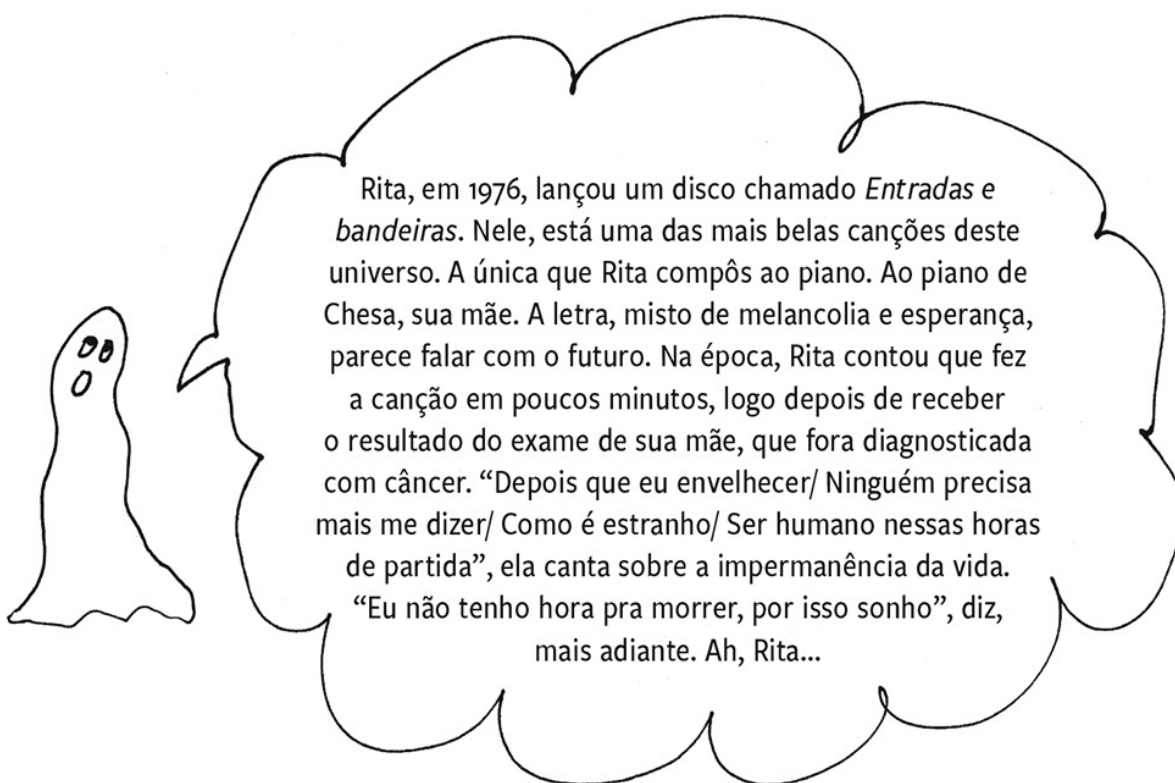 Rita, em 1976, lançou um disco chamado Entradas e
bandeiras. Nele, está uma das mais belas canções deste
universo. A única que Rita compôs ao piano. Ao piano de
Chesa, sua mãe. A letra, misto de melancolia e esperança,
parece falar com o futuro. Na época, Rita contou que fez
a canção em poucos minutos, logo depois de receber
o resultado do exame de sua mãe, que fora diagnosticada
com câncer. “Depois que eu envelhecer/ Ninguém precisa
mais me dizer/ Como é estranho/ Ser humano nessas horas
de partida”, ela canta sobre a impermanência da vida.
“Eu não tenho hora pra morrer, por isso sonho”, diz,
mais adiante. Ah, Rita...